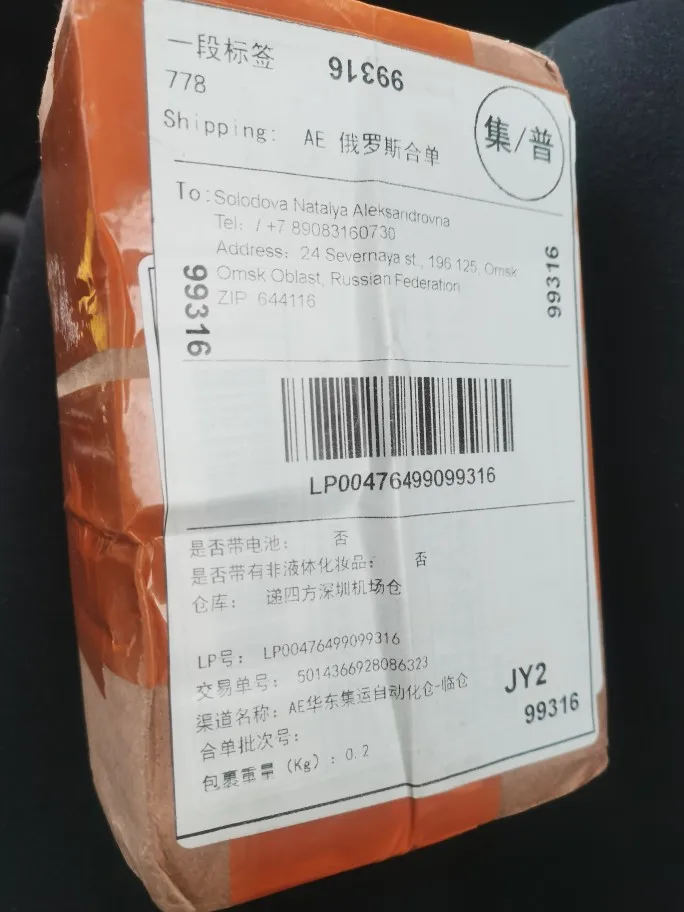 一段标签
99316
778
集/普
Shipping: AE 俄罗斯合单
To: Solodova Natalya Aleksandrovna
Tel: / +7 89083160730
Address: 24 Severnaya st., 196 125, Omsk
Omsk Oblast, Russian Federation
ZIP 644116
99316
99316
LP00476499099316
是否带电池: 否
是否带有非液体化妆品: 否
仓库: 递四方深圳机场仓
LP号: LP00476499099316
交易单号: 5014366928086323
渠道名称: AE华东集运自动化仓-临仓
合单批次号:
包裹重量 (Kg) : 0.2
JY2
99316